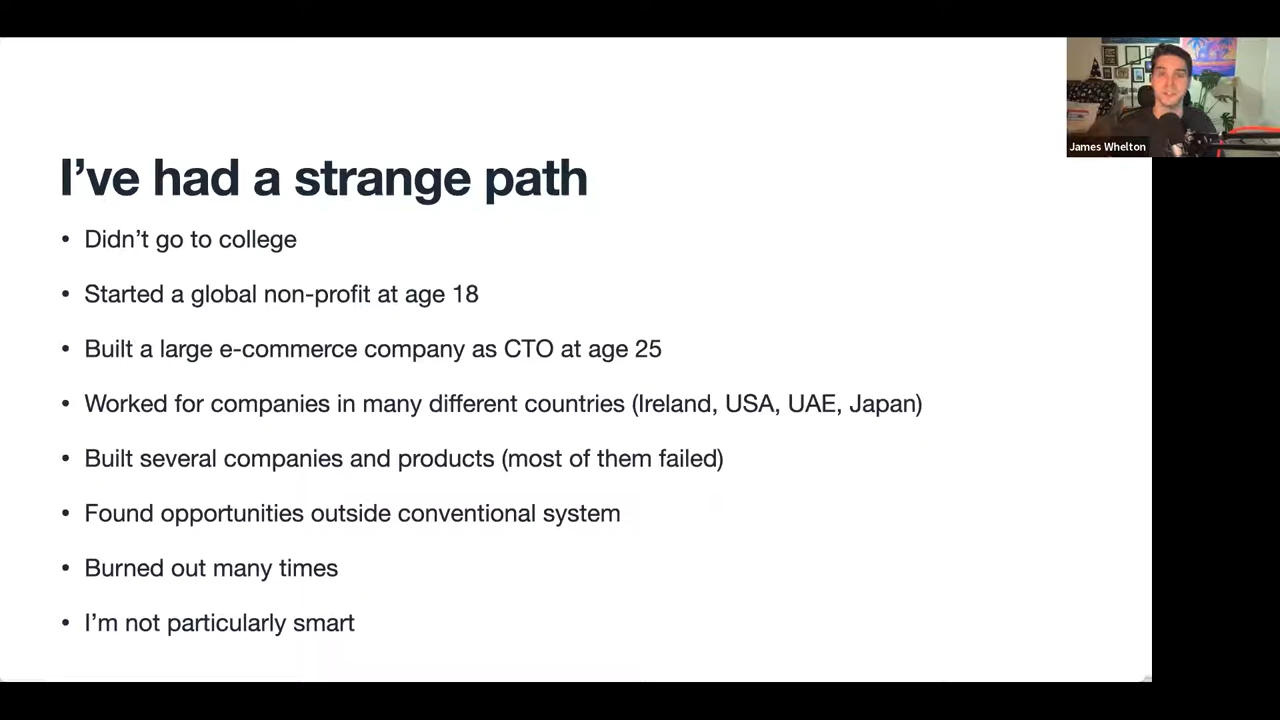 I’ve had a strange path
• Didn’t go to college
• Started a global non-profit at age 18
• Built a large e-commerce company as CTO at age 25
• Worked for companies in many different countries (Ireland, USA, UAE, Japan)
• Built several companies and products (most of them failed)
• Found opportunities outside conventional system
• Burned out many times
• I’m not particularly smart
James Whelton